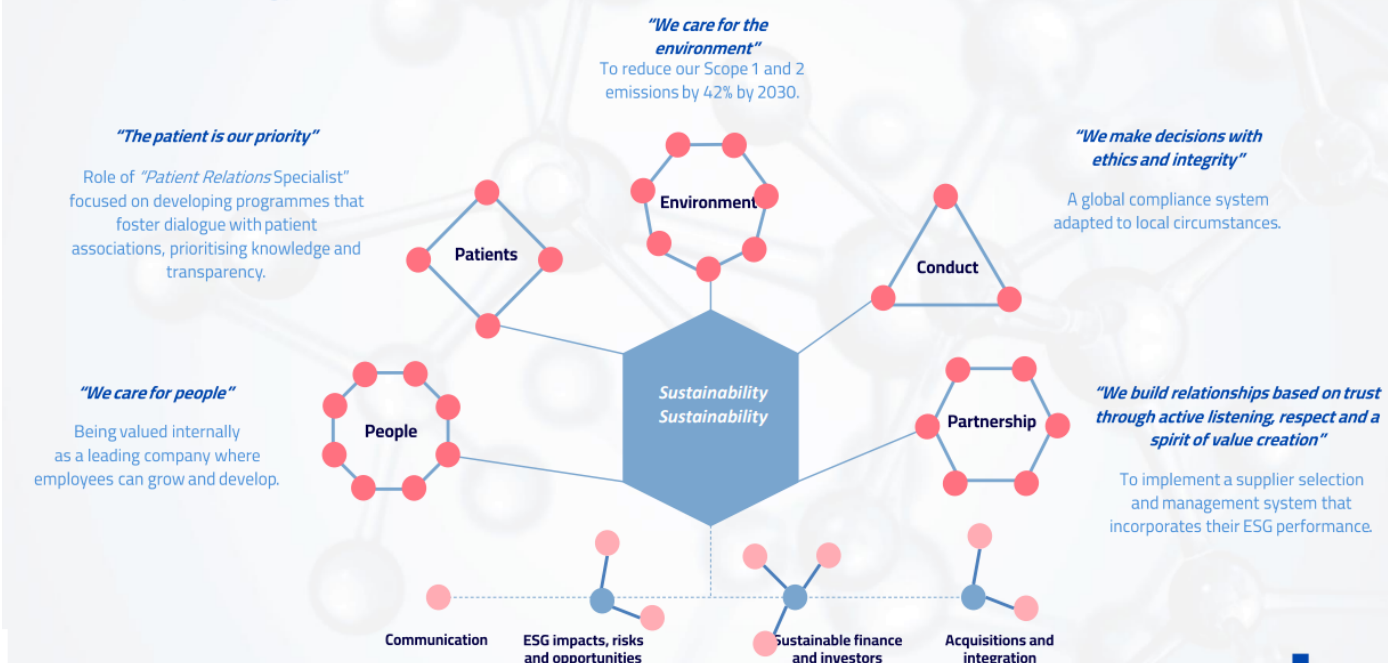 “We care for the
environment”
To reduce our Scope 1 and 2
emissions by 42% by 2030.
“The patient is our priority”
Role of “Patient Relations Specialist”
focused on developing programmes that
foster dialogue with patient
associations, prioritising knowledge and
transparency.
“We make decisions with
ethics and integrity”
A global compliance system
adapted to local circumstances.
Environment
Patients
Conduct
“We care for people”
Being valued internally
as a leading company where
employees can grow and develop.
People
Sustainability
Sustainability
Partnership
“We build relationships based on trust
through active listening, respect and a
spirit of value creation”
To implement a supplier selection
and management system that
incorporates their ESG performance.
Communication
ESG impacts, risks
and opportunities
Sustainable finance
and investors
Acquisitions and
integration